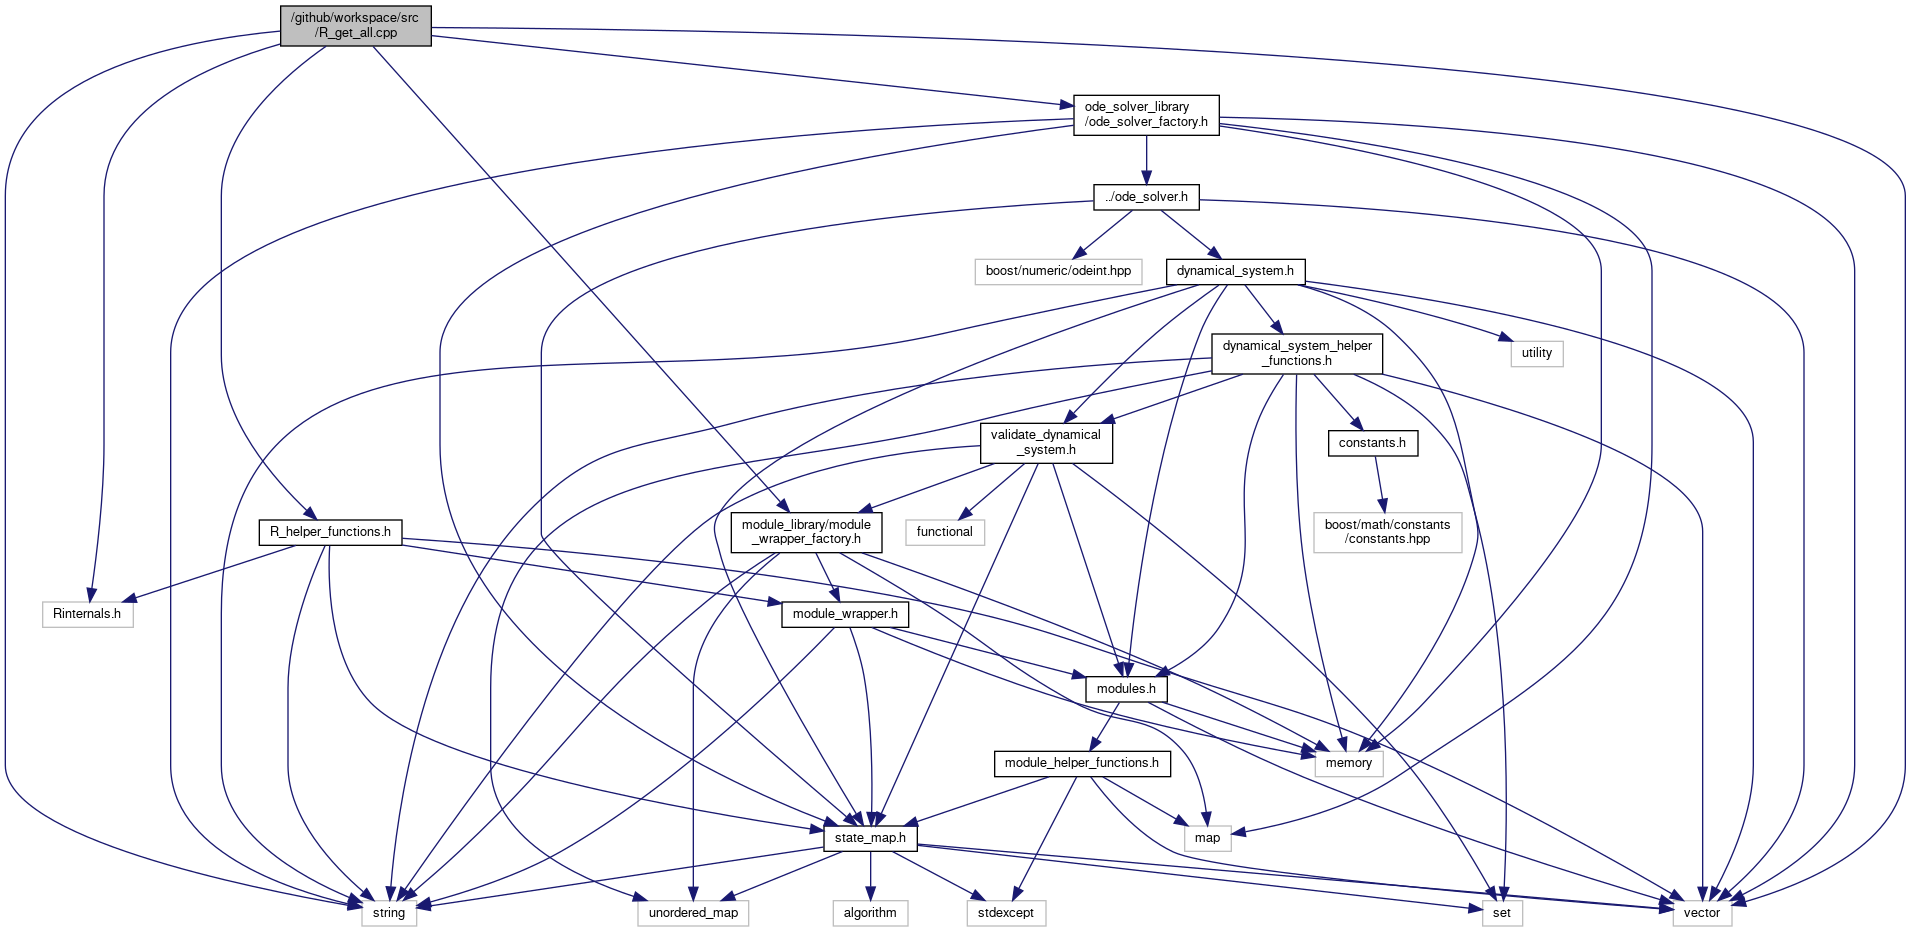 /github/workspace/src
/R_get_all.cpp
ode_solver_library
/ode_solver_factory.h
../ode_solver.h
boost/numeric/odeint.hpp
dynamical_system.h
dynamical_system_helper
_functions.h
utility
validate_dynamical
_system.h
constants.h
R_helper_functions.h
module_library/module
_wrapper_factory.h
functional
boost/math/constants
/constants.hpp
Rinternals.h
module_wrapper.h
modules.h
module_helper_functions.h
memory
state_map.h
map
string
unordered_map
algorithm
stdexcept
set
vector